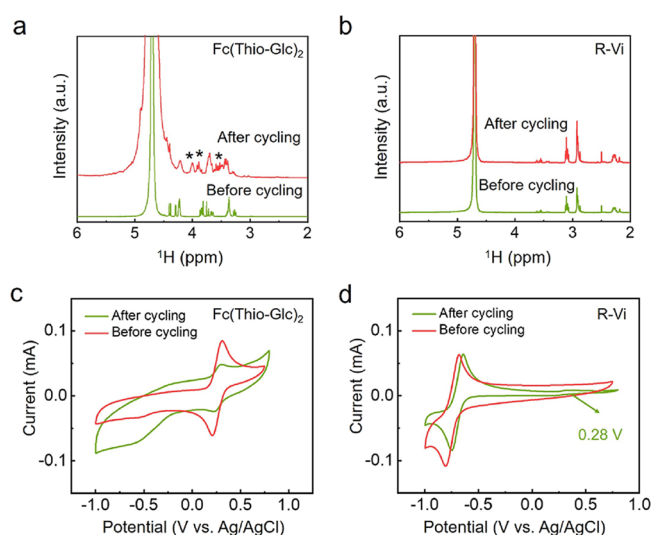 a
Fc(Thio-Glc)2
After cycling
* * *
Before cycling
Intensity (a.u.)
6 5 4 3 2
1H (ppm)
b
R-Vi
After cycling
Before cycling
Intensity (a.u.)
6 5 4 3 2
1H (ppm)
c
After cycling
Before cycling
Fc(Thio-Glc)2
Current (mA)
0.1
0.0
-0.1
-1.0 -0.5 0.0 0.5 1.0
Potential (V vs. Ag/AgCl)
d
After cycling
Before cycling
R-Vi
Current (mA)
0.1
0.0
-0.1
0.28 V
-1.0 -0.5 0.0 0.5 1.0
Potential (V vs. Ag/AgCl)